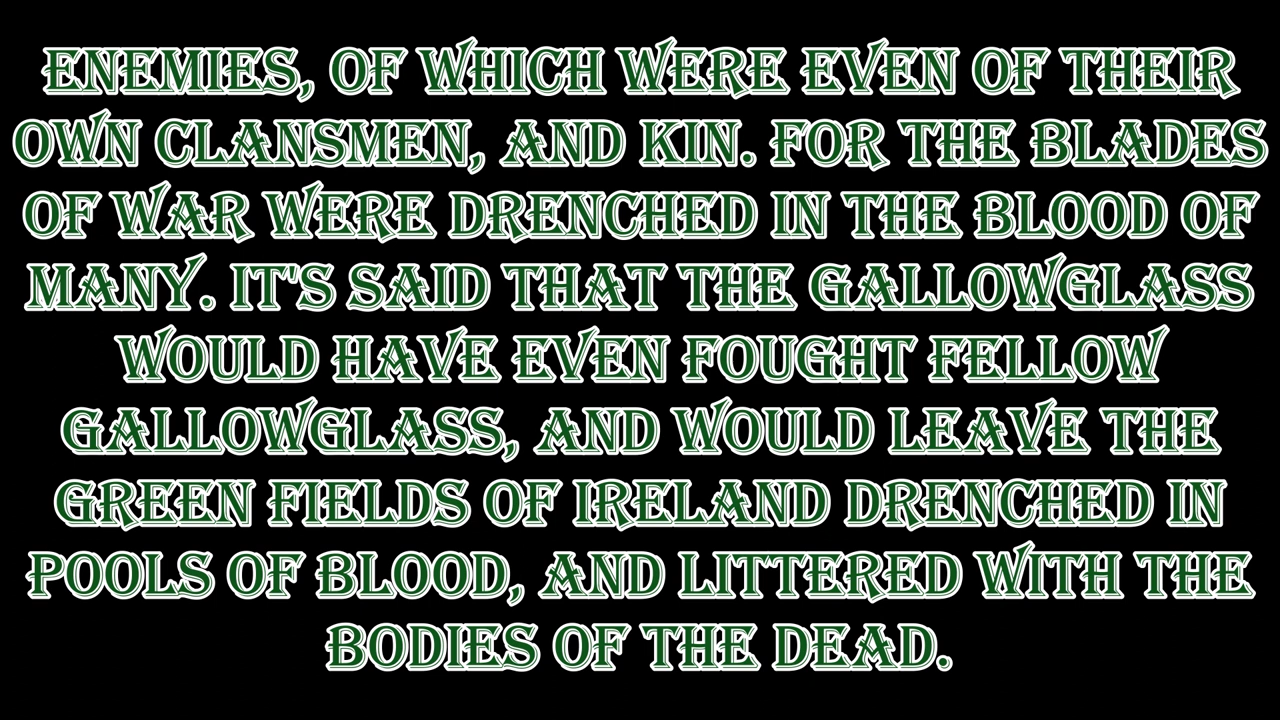 ENEMIES, OF WHICH WERE EVEN OF THEIR
OWN CLANSMEN, AND KIN. FOR THE BLADES
OF WAR WERE DRENCHED IN THE BLOOD OF
MANY. IT'S SAID THAT THE GALLOWGLASS
WOULD HAVE EVEN FOUGHT FELLOW
GALLOWGLASS, AND WOULD LEAVE THE
GREEN FIELDS OF IRELAND DRENCHED IN
POOLS OF BLOOD, AND LITTERED WITH THE
BODIES OF THE DEAD.